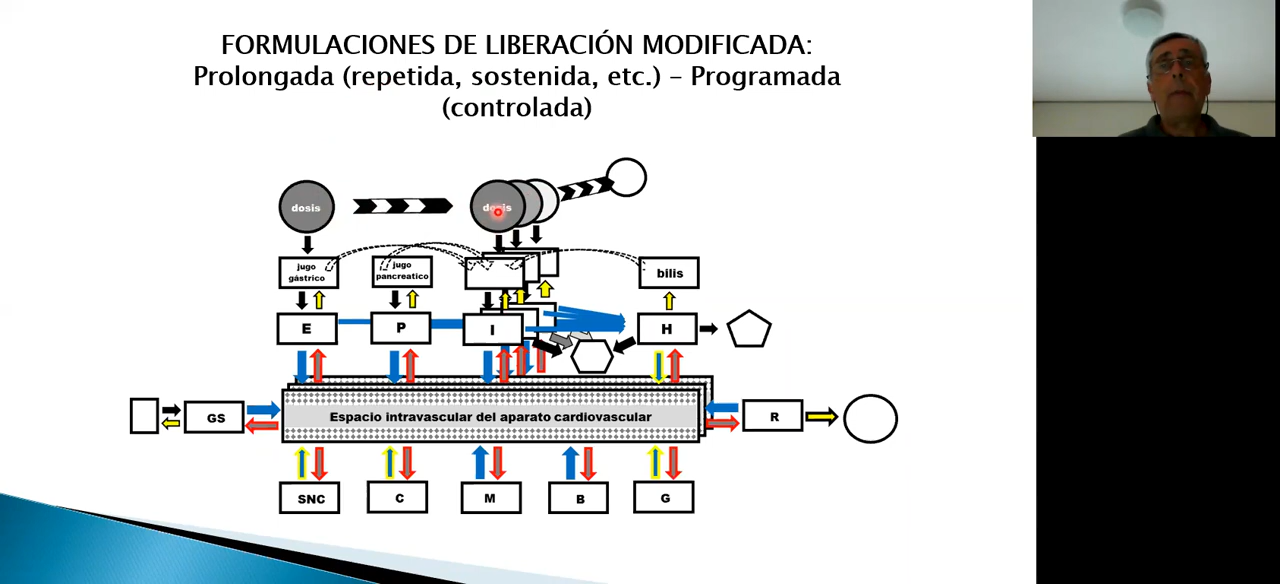 FORMULACIONES DE LIBERACIÓN MODIFICADA:
Prolongada (repetida, sostenida, etc.) – Programada
(controlada)
dosis
dosis
jugo
gástrico
jugo
pancreatico
bilis
E
P
I
H
GS
Espacio intravascular del aparato cardiovascular
R
SNC
C
M
B
G